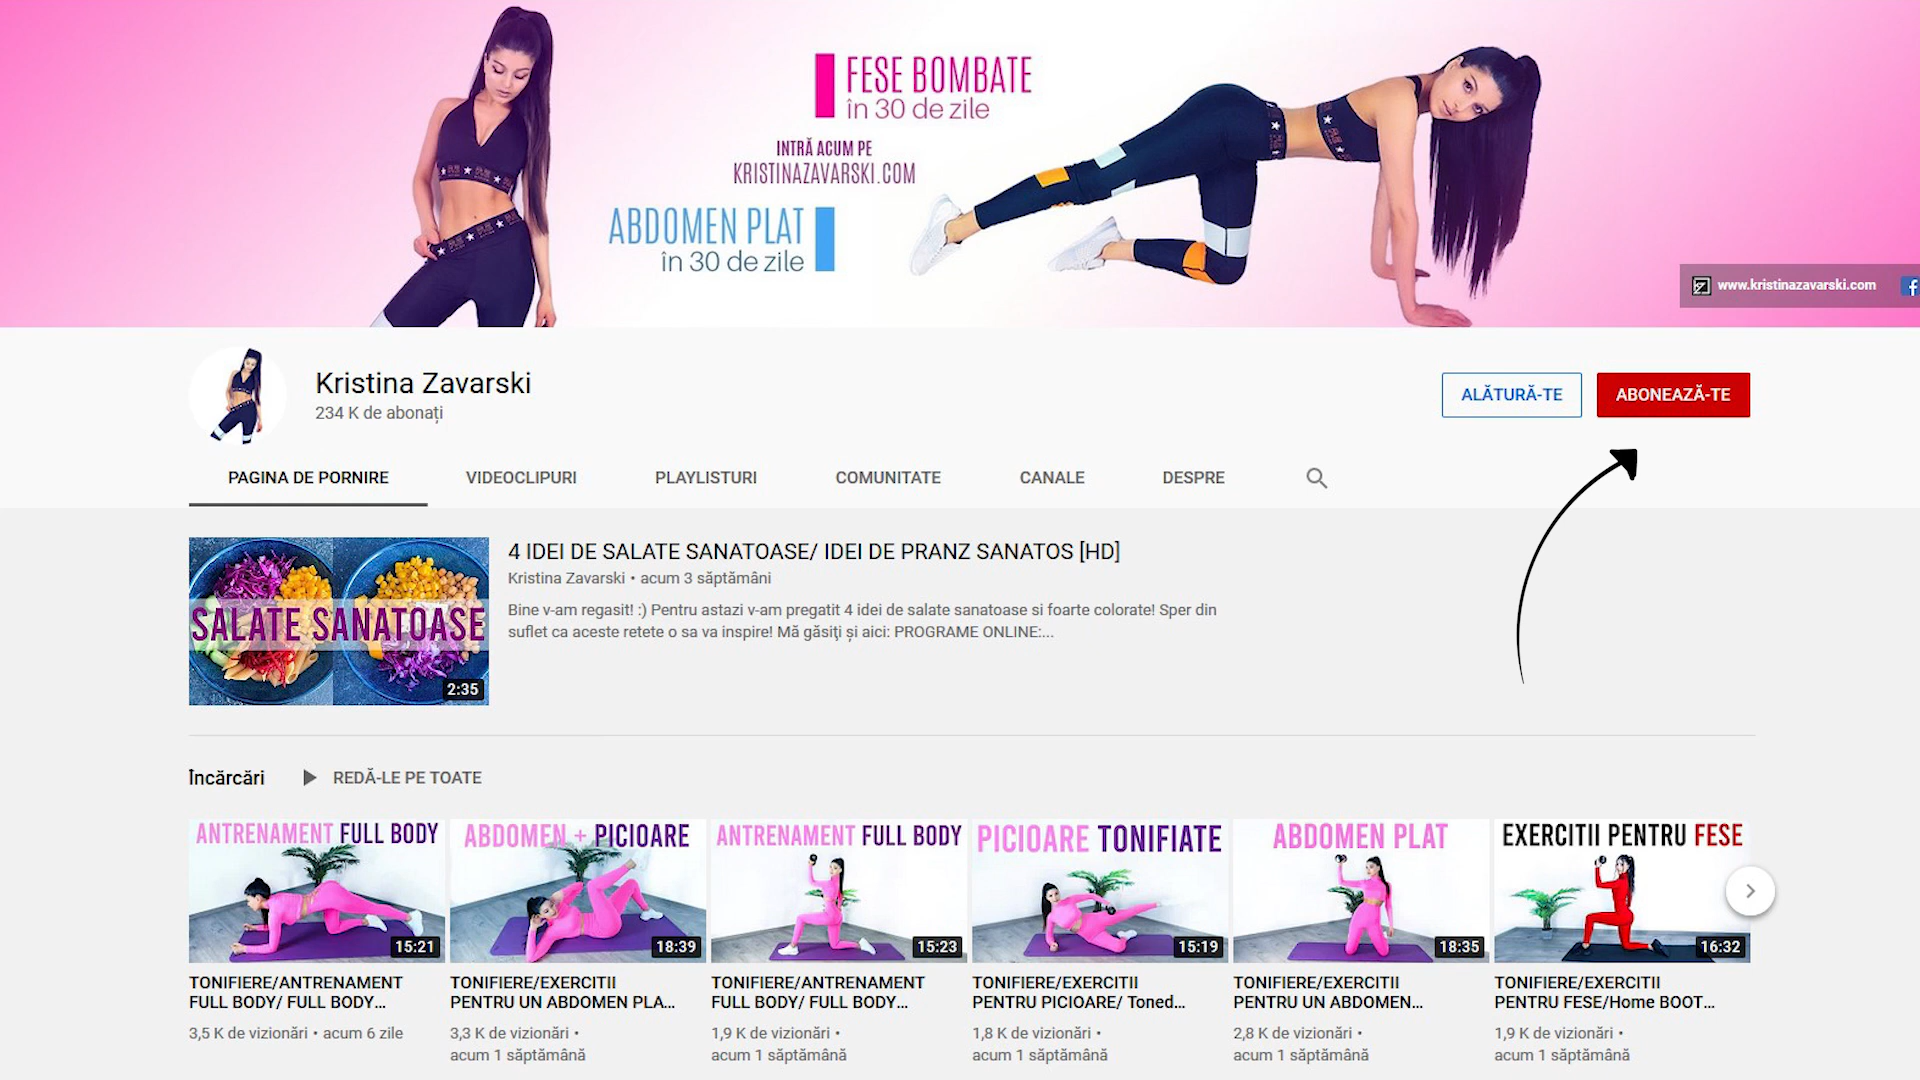 FESE BOMBATE
în 30 de zile
INTRĂ ACUM PE
KRISTINAZAVARSKI.COM
ABDOMEN PLAT
în 30 de zile
www.kristinazavarski.com
Kristina Zavarski
234 K de abonați
ALĂTURĂ-TE
ABONEAZĂ-TE
PAGINA DE PORNIRE
VIDEOCLIPURI
PLAYLISTURI
COMUNITATE
CANALE
DESPRE
SALATE SANATOASE
2:35
4 IDEI DE SALATE SANATOASE/ IDEI DE PRANZ SANATOS [HD]
Kristina Zavarski • acum 3 săptămâni
Bine v-am regasit! :) Pentru astazi v-am pregatit 4 idei de salate sanatoase si foarte colorate! Sper din
suflet ca aceste retete o sa va inspire! Mă găsiţi şi aici: PROGRAME ONLINE:...
Încărcări
REDĂ-LE PE TOATE
ANTRENAMENT FULL BODY
15:21
TONIFIERE/ANTRENAMENT
FULL BODY/ FULL BODY...
3,5 K de vizionări • acum 6 zile
ABDOMEN + PICIOARE
18:39
TONIFIERE/EXERCITII
PENTRU UN ABDOMEN PLA...
3,3 K de vizionări •
acum 1 săptămână
ANTRENAMENT FULL BODY
15:23
TONIFIERE/ANTRENAMENT
FULL BODY/ FULL BODY...
1,9 K de vizionări •
acum 1 săptămână
PICIOARE TONIFIATE
15:19
TONIFIERE/EXERCITII
PENTRU PICIOARE/ Toned...
1,8 K de vizionări •
acum 1 săptămână
ABDOMEN PLAT
18:35
TONIFIERE/EXERCITII
PENTRU UN ABDOMEN...
2,8 K de vizionări •
acum 1 săptămână
EXERCITII PENTRU FESE
16:32
TONIFIERE/EXERCITII
PENTRU FESE/Home BOOT...
1,9 K de vizionări •
acum 1 săptămână